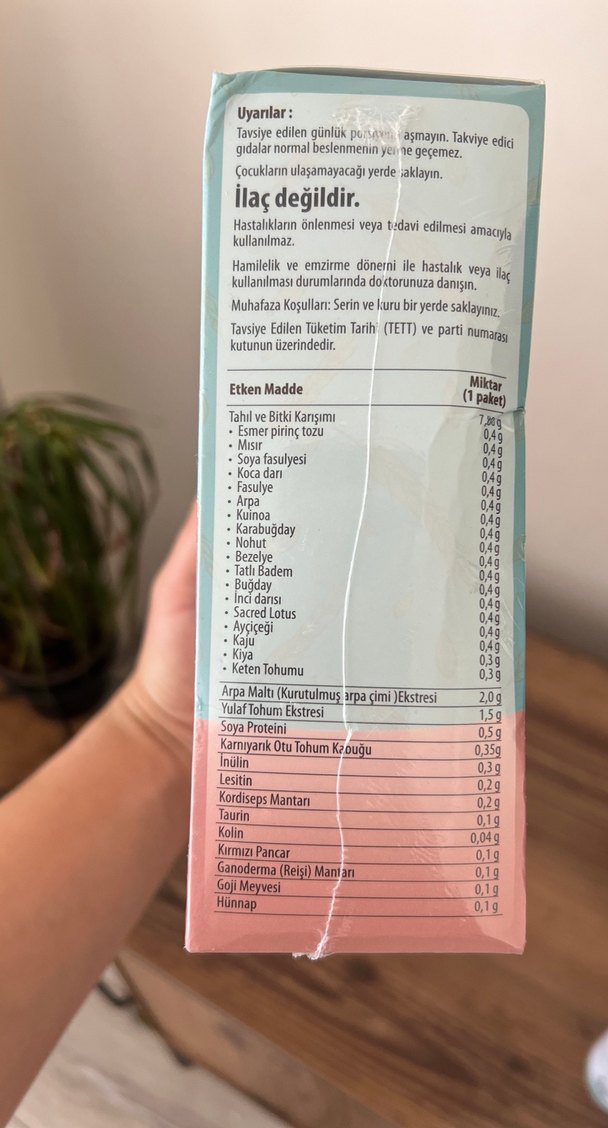 Uyarılar :
Tavsiye edilen günlük aşmayın. Takviye edici
gıdalar normal beslenmenin yerine geçemez.
Çocukların ulaşamayacağı yerde saklayın.
İlaç değildir.
Hastalıkların önlenmesi veya tedavi edilmesi amacıyla
kullanılmaz.
Hamilelik ve emzirme dönemi ile hastalık veya ilaç
kullanılması durumlarında doktorunuza danışın.
Muhafaza Koşulları: Serin ve kuru bir yerde saklayınız.
Tavsiye Edilen Tüketim Tarihi (TETT) ve parti numarası
kutunun üzerindedir.
Etken Madde Miktar
(1 paket)
Tahıl ve Bitki Karışımı
• Esmer pirinç tozu 0,4 g
• Mısır 0,4 g
• Soya fasulyesi 0,4 g
• Koca darı 0,4 g
• Fasulye 0,4 g
• Arpa 0,4 g
• Kuinoa 0,4 g
• Karabuğday 0,4 g
• Nohut 0,4 g
• Bezelye 0,4 g
• Tatlı Badem 0,4 g
• Buğday 0,4 g
• İnci darısı 0,4 g
• Sacred Lotus 0,4 g
• Ayçiçeği 0,4 g
• Kaju 0,4 g
• Kiya 0,3 g
• Keten Tohumu 0,3 g
Arpa Maltı (Kurutulmuş arpa çimi )Ekstresi 2,0 g
Yulaf Tohum Ekstresi 1,5 g
Soya Proteini 0,5 g
Karnıyarık Otu Tohum Kabuğu 0,35g
İnülin 0,3 g
Lesitin 0,2 g
Kordiseps Mantarı 0,2 g
Taurin 0,1 g
Kolin 0,04 g
Kırmızı Pancar 0,1 g
Ganoderma (Reişi) Mantarı 0,1 g
Goji Meyvesi 0,1 g
Hünnap 0,1 g